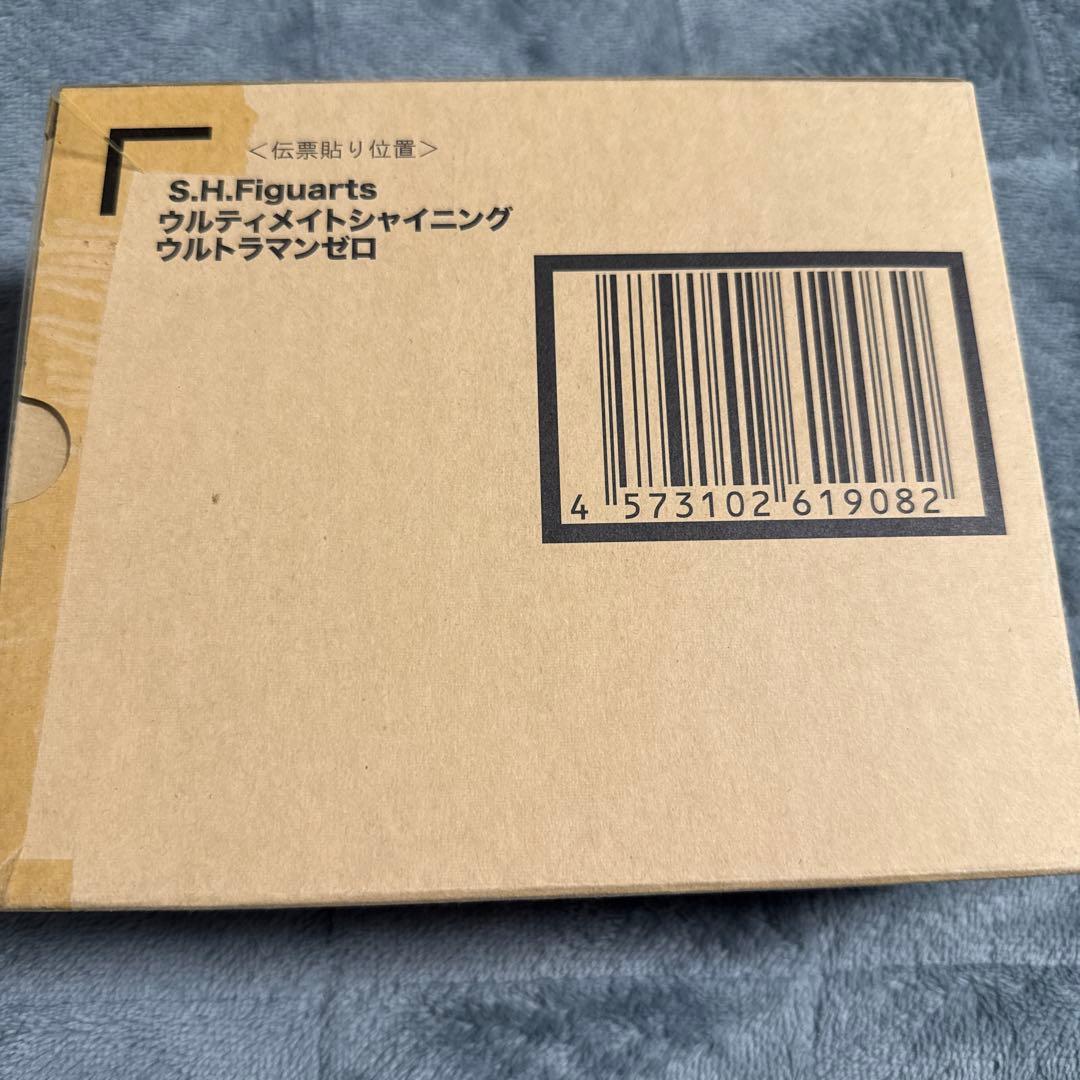 <伝票貼り位置>
S.H.Figuarts
ウルティメイトシャイニング
ウルトラマンゼロ
4 573102 619082